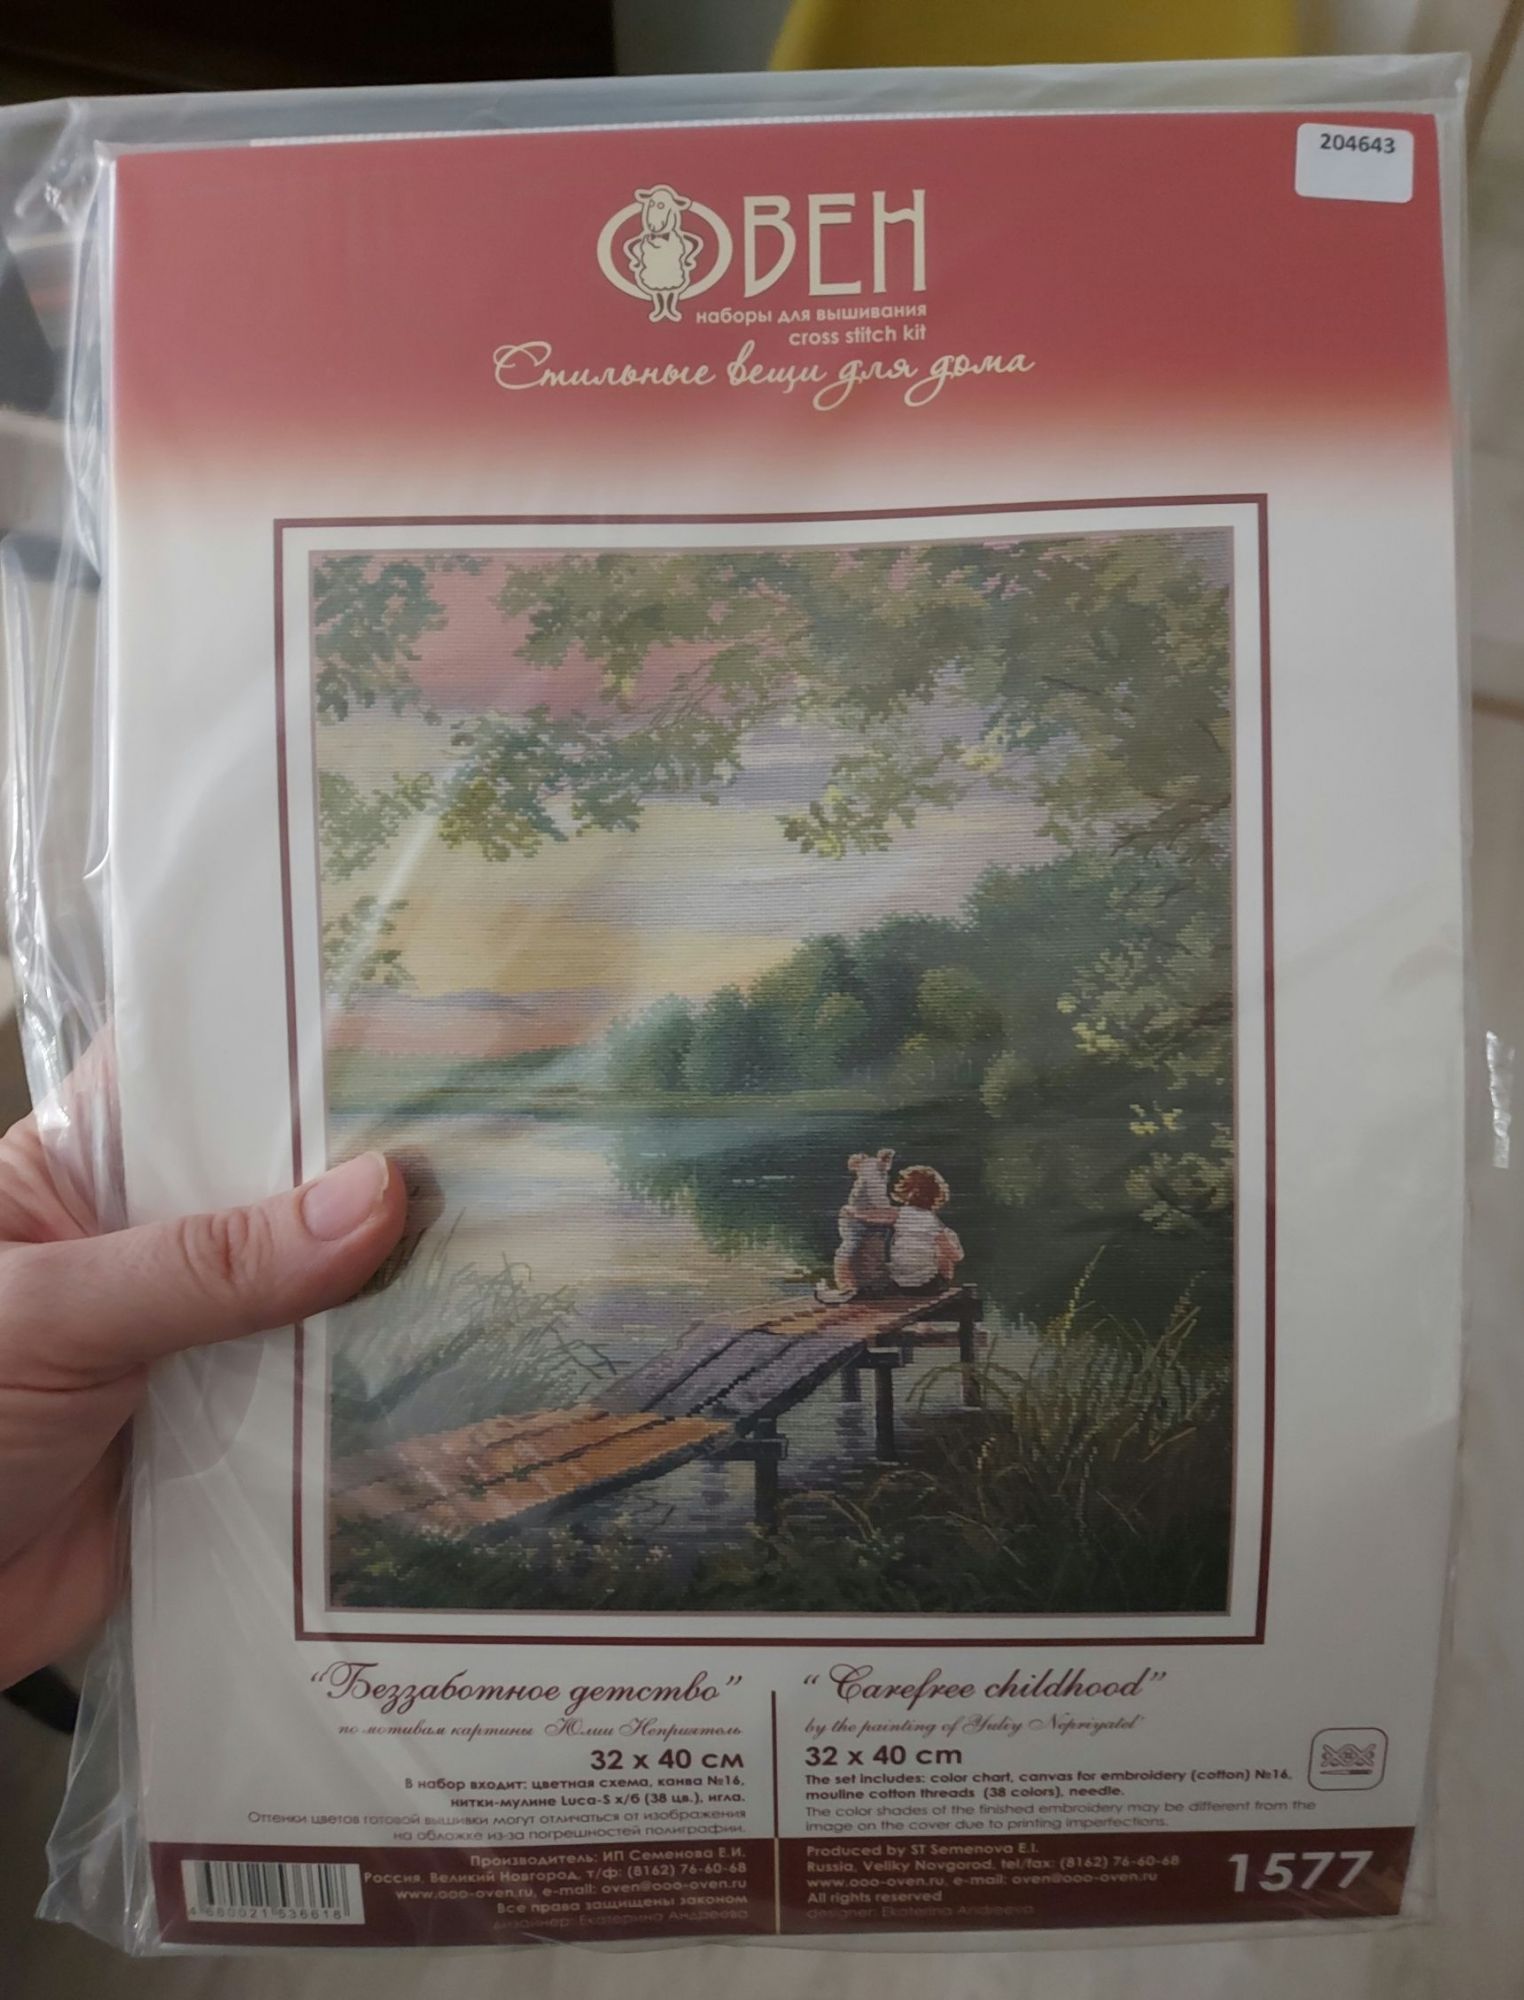 204643
ОВЕН
наборы для вышивания
cross stitch kit
Стильные вещи для дома
“Беззаботное детство”
по мотивам картины Юлии Неприятель
32 х 40 см
В набор входит: цветная схема, канва №16,
нитки-мулине Luca-S х/б (38 цв.), игла.
Оттенки цветов готовой вышивки могут отличаться от изображения
на обложке из-за погрешностей полиграфии.
“Carefree childhood”
by the painting of Yuliy Nepriyatel'
32 x 40 cm
The set includes: color chart, canvas for embroidery (cotton) №16,
mouline cotton threads (38 colors), needle.
The color shades of the finished embroidery may be different from the
image on the cover due to printing imperfections.
Производитель: ИП Семенова Е.И.
Россия, Великий Новгород, т/ф: (8162) 76-60-68
www.ooo-oven.ru, e-mail: oven@ooo-oven.ru
Все права защищены законом
дизайнер: Екатерина Андреева
Produced by ST Semenova E.I.
Russia, Veliky Novgorod, tel/fax: (8162) 76-60-68
www.ooo-oven.ru, e-mail: oven@ooo-oven.ru
All rights reserved
designer: Ekaterina Andreeva
1577
4 680021 536618